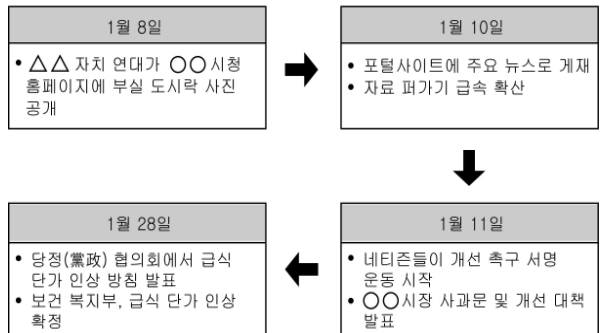 1월 8일
• △△ 자치 연대가 ○○시청
홈페이지에 부실 도시락 사진
공개
1월 10일
• 포털사이트에 주요 뉴스로 게재
• 자료 퍼가기 급속 확산
1월 11일
• 네티즌들이 개선 촉구 서명
운동 시작
• ○○시장 사과문 및 개선 대책
발표
1월 28일
• 당정(黨政) 협의회에서 급식
단가 인상 방침 발표
• 보건 복지부, 급식 단가 인상
확정